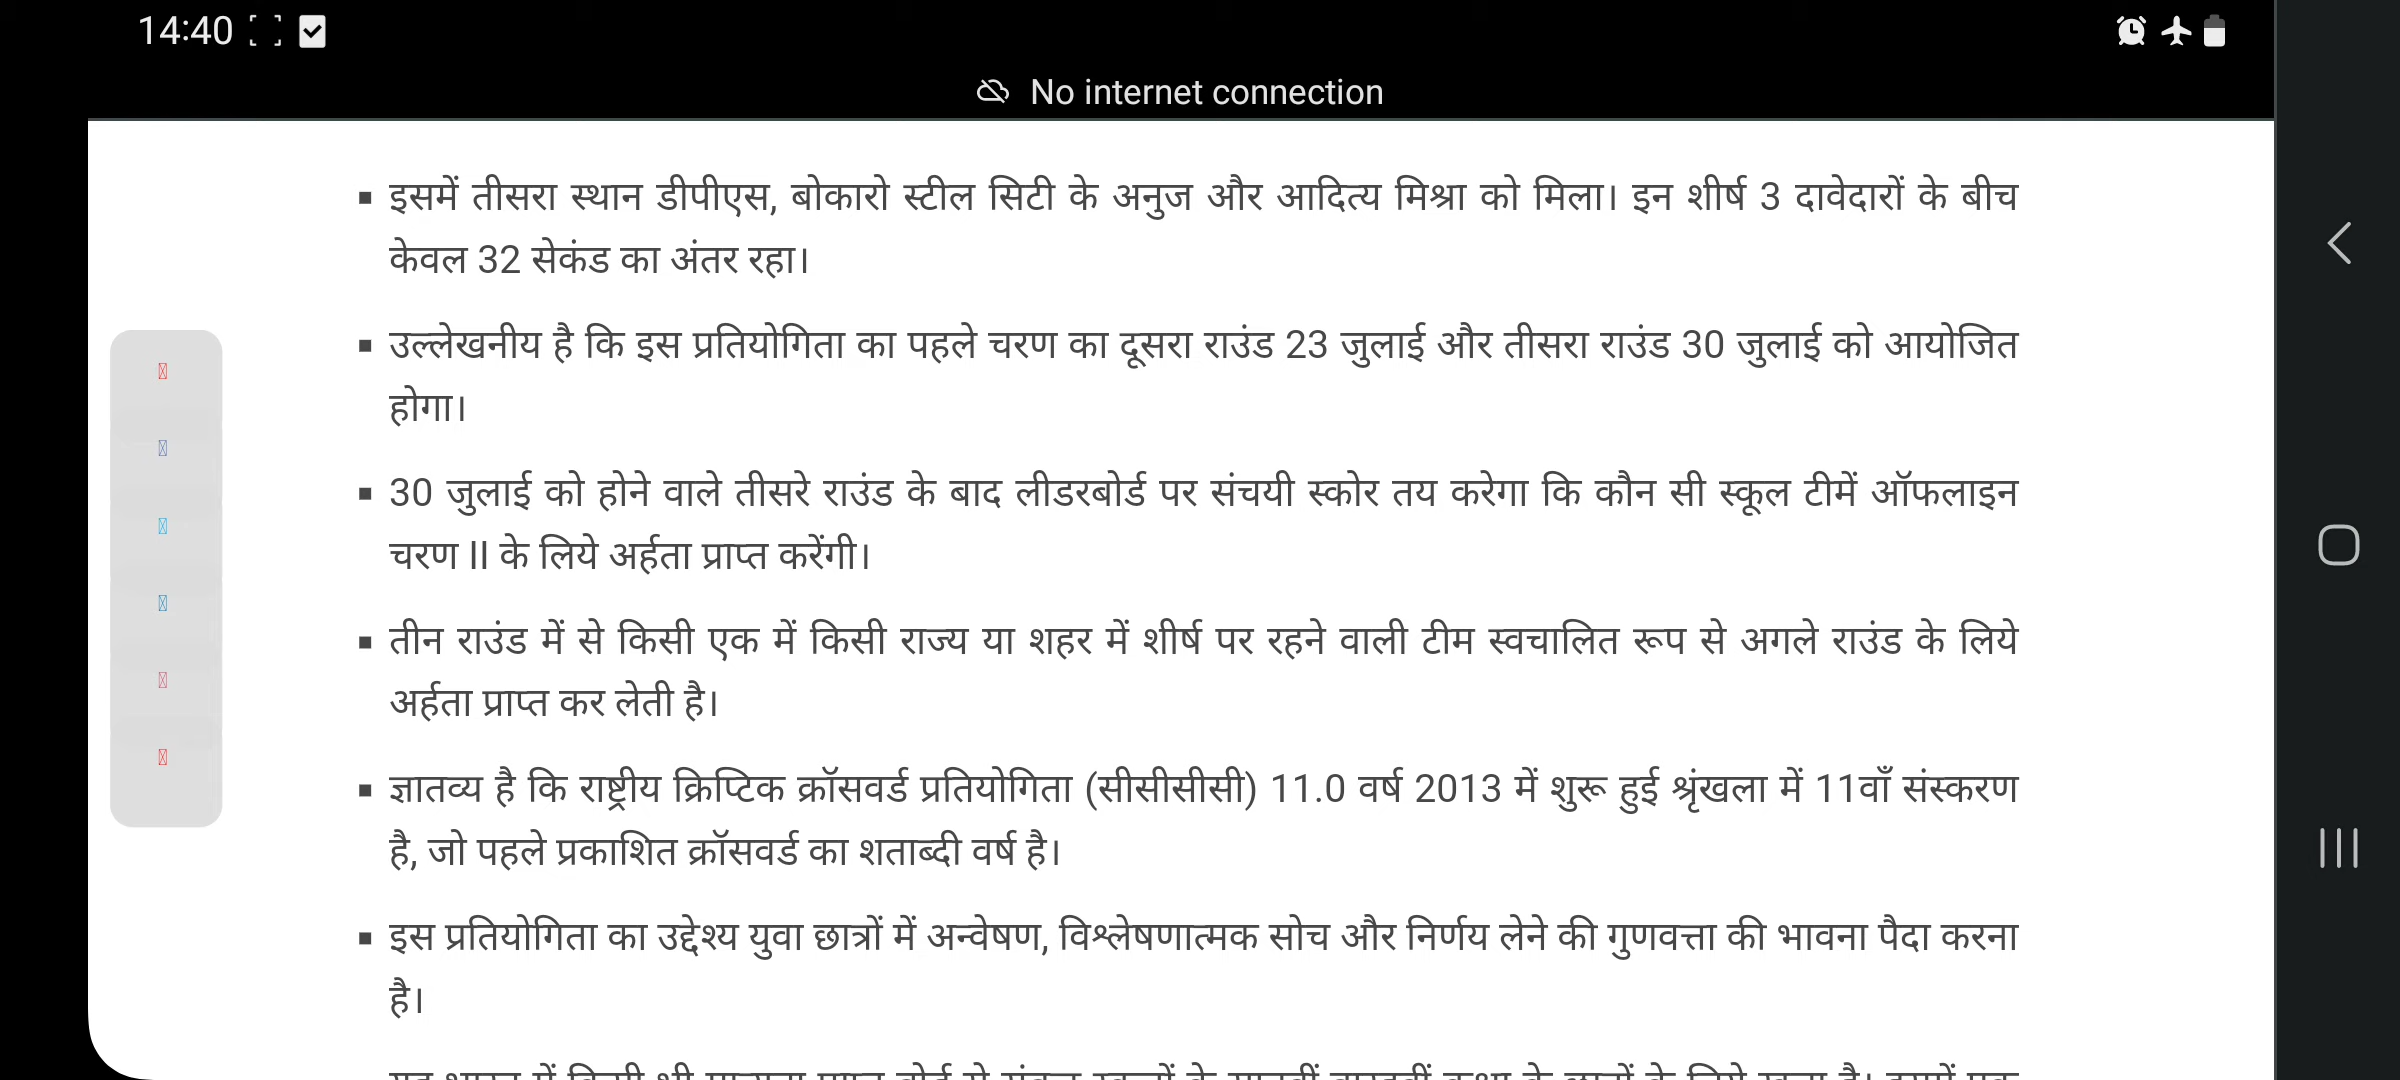 14:40
No internet connection
▪ इसमें तीसरा स्थान डीपीएस, बोकारो स्टील सिटी के अनुज और आदित्य मिश्रा को मिला। इन शीर्ष 3 दावेदारों के बीच
केवल 32 सेकंड का अंतर रहा।
▪ उल्लेखनीय है कि इस प्रतियोगिता का पहले चरण का दूसरा राउंड 23 जुलाई और तीसरा राउंड 30 जुलाई को आयोजित
होगा।
▪ 30 जुलाई को होने वाले तीसरे राउंड के बाद लीडरबोर्ड पर संचयी स्कोर तय करेगा कि कौन सी स्कूल टीमें ऑफलाइन
चरण II के लिये अर्हता प्राप्त करेंगी।
▪ तीन राउंड में से किसी एक में किसी राज्य या शहर में शीर्ष पर रहने वाली टीम स्वचालित रूप से अगले राउंड के लिये
अर्हता प्राप्त कर लेती है।
▪ ज्ञातव्य है कि राष्ट्रीय क्रिप्टिक क्रॉसवर्ड प्रतियोगिता (सीसीसीसी) 11.0 वर्ष 2013 में शुरू हुई श्रृंखला में 11वाँ संस्करण
है, जो पहले प्रकाशित क्रॉसवर्ड का शताब्दी वर्ष है।
▪ इस प्रतियोगिता का उद्देश्य युवा छात्रों में अन्वेषण, विश्लेषणात्मक सोच और निर्णय लेने की गुणवत्ता की भावना पैदा करना
है।